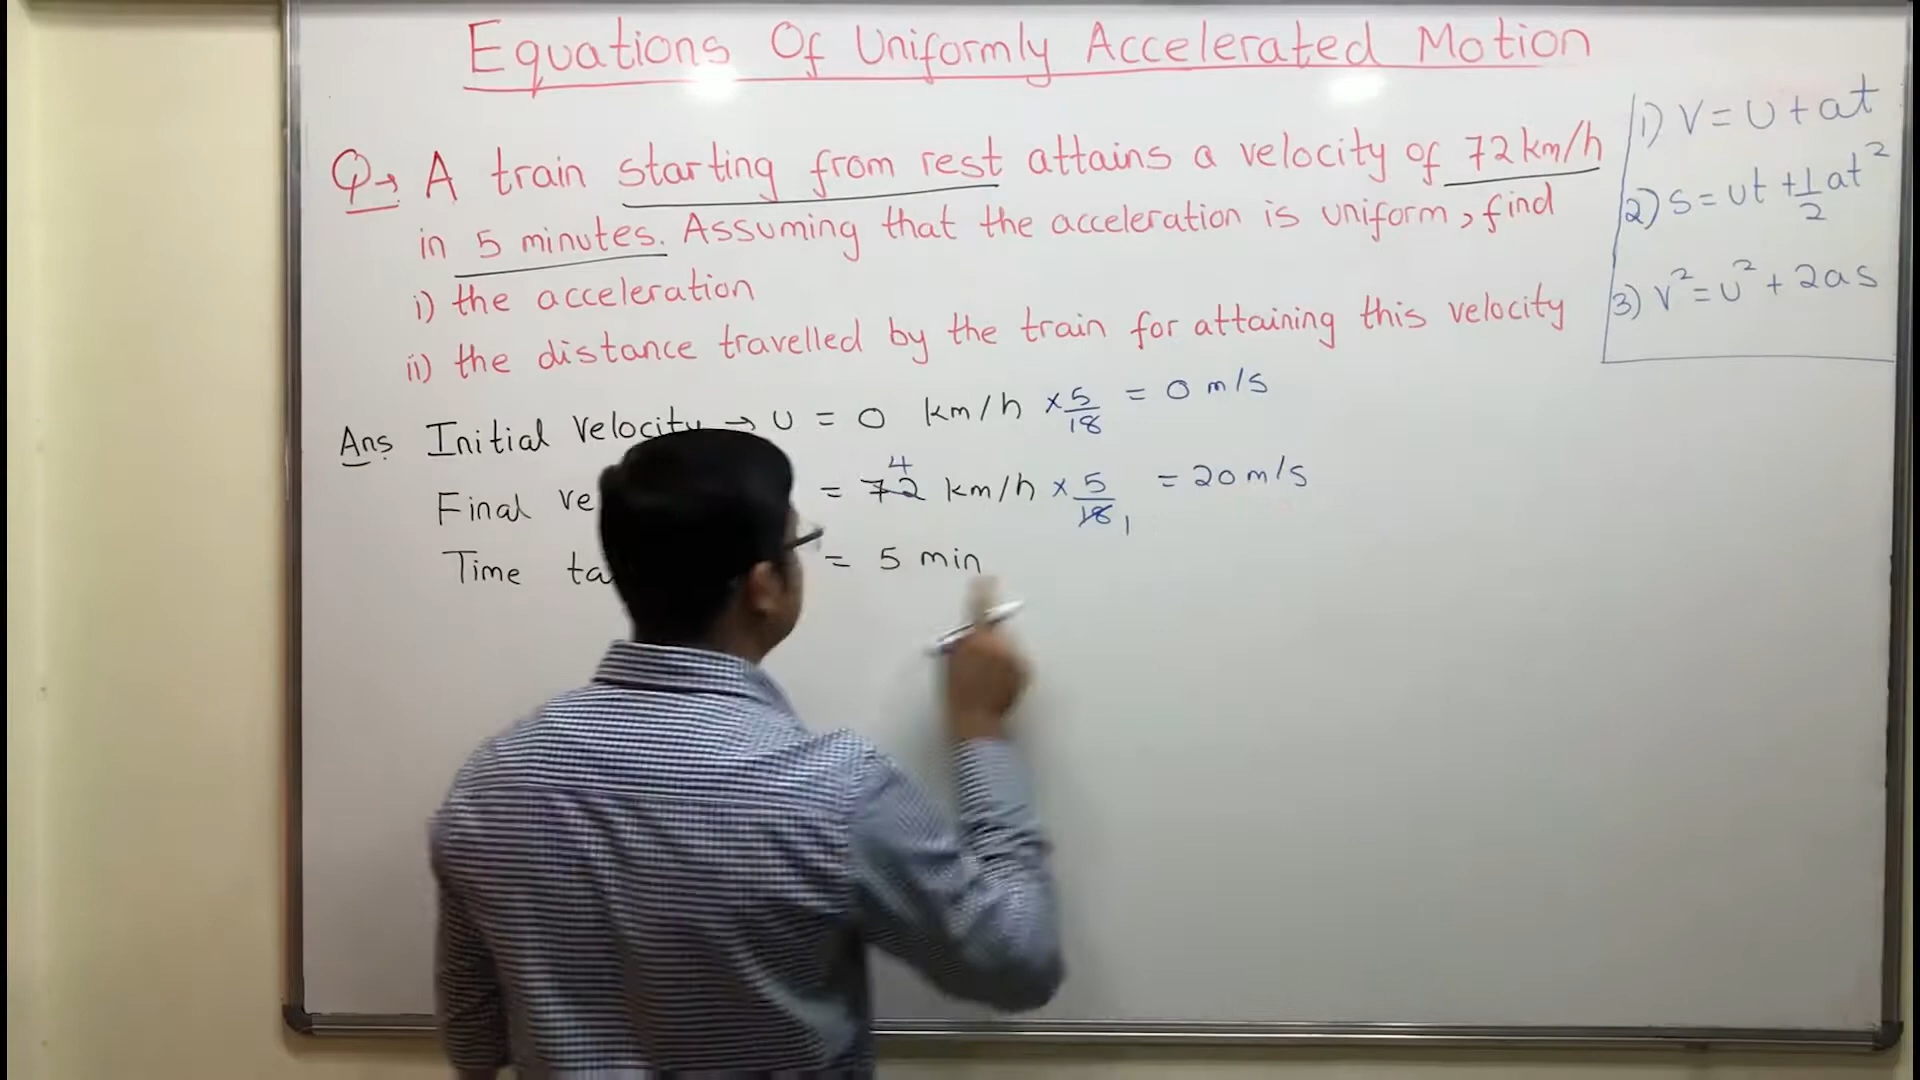 Equations Of Uniformly Accelerated Motion
1) v = u + at
2) s = ut + 1/2 at²
3) v² = u² + 2as
Q→ A train starting from rest attains a velocity of 72 km/h
in 5 minutes. Assuming that the acceleration is uniform, find
i) the acceleration
ii) the distance travelled by the train for attaining this velocity
Ans Initial velocity → u = 0 km/h × 5/18 = 0 m/s
Final = 72 4 km/h × 5/18 1 = 20 m/s
Time = 5 min